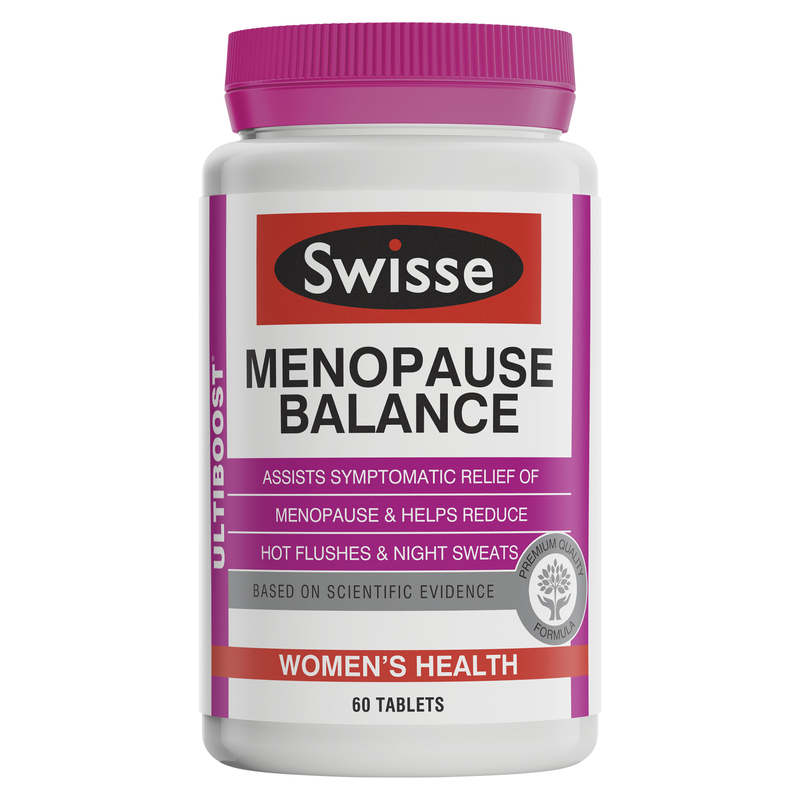 Swisse
MENOPAUSE
BALANCE
ULTIBOOST®
ASSISTS SYMPTOMATIC RELIEF OF
MENOPAUSE & HELPS REDUCE
HOT FLUSHES & NIGHT SWEATS
BASED ON SCIENTIFIC EVIDENCE
PREMIUM QUALITY
FORMULA
WOMEN'S HEALTH
60 TABLETS